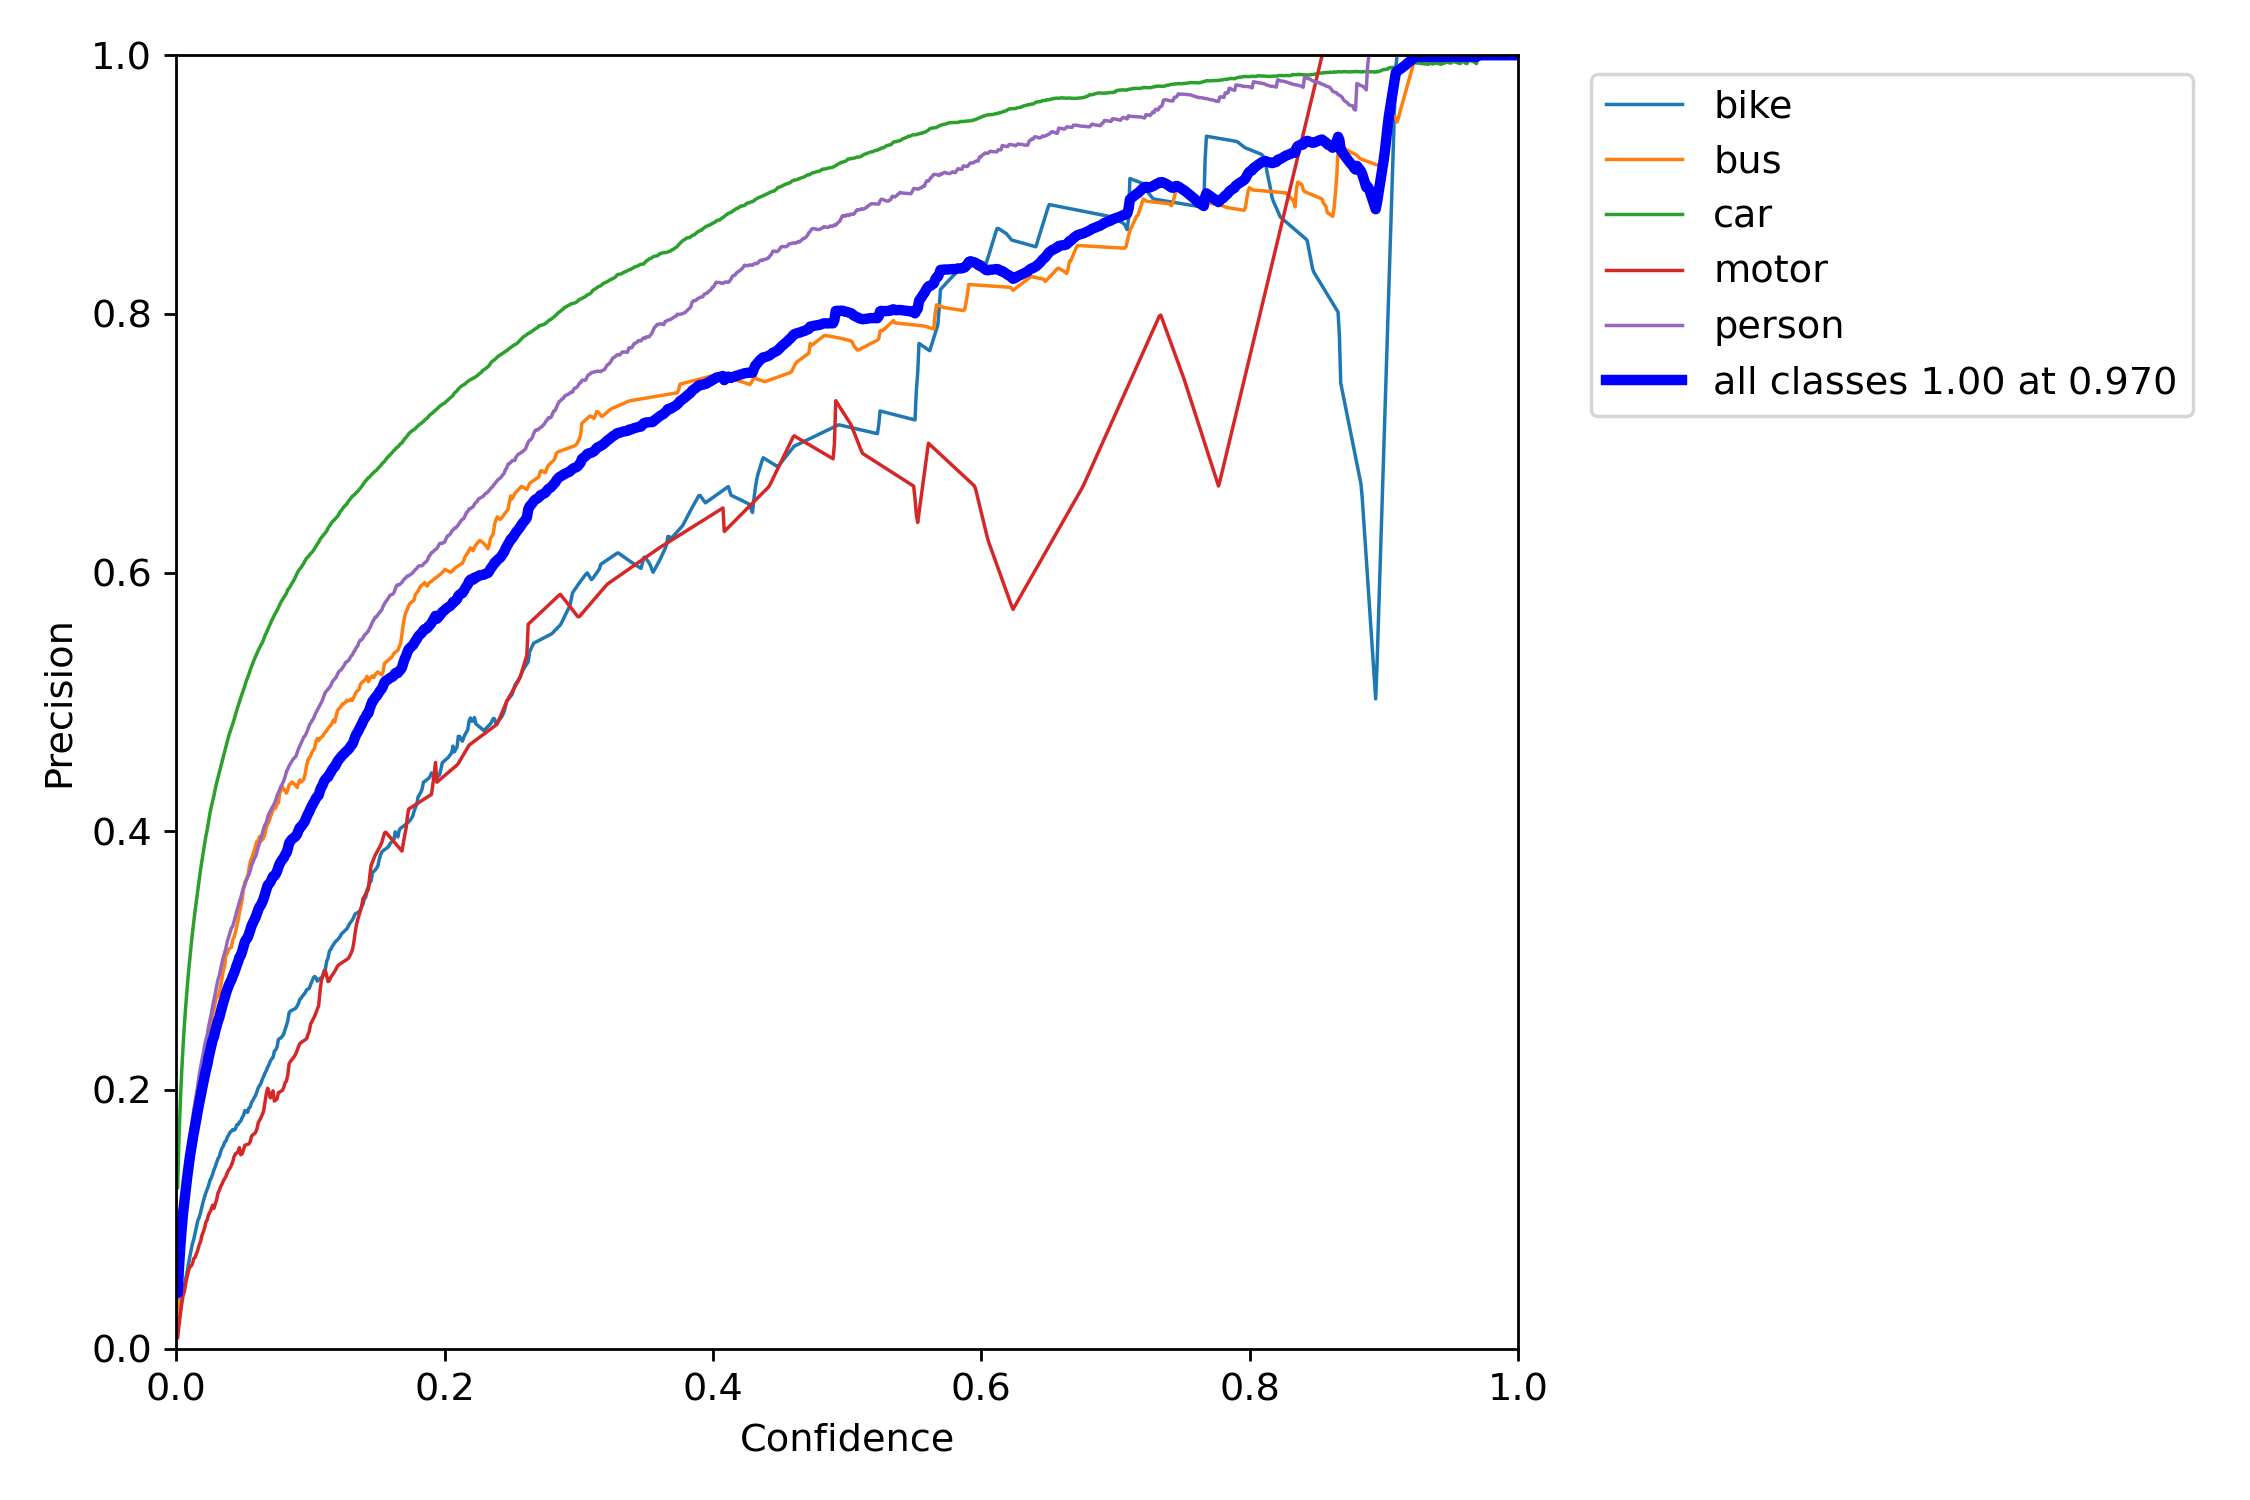 1.0
0.8
0.6
0.4
0.2
0.0
Precision
0.0 0.2 0.4 0.6 0.8 1.0
Confidence
bike
bus
car
motor
person
all classes 1.00 at 0.970